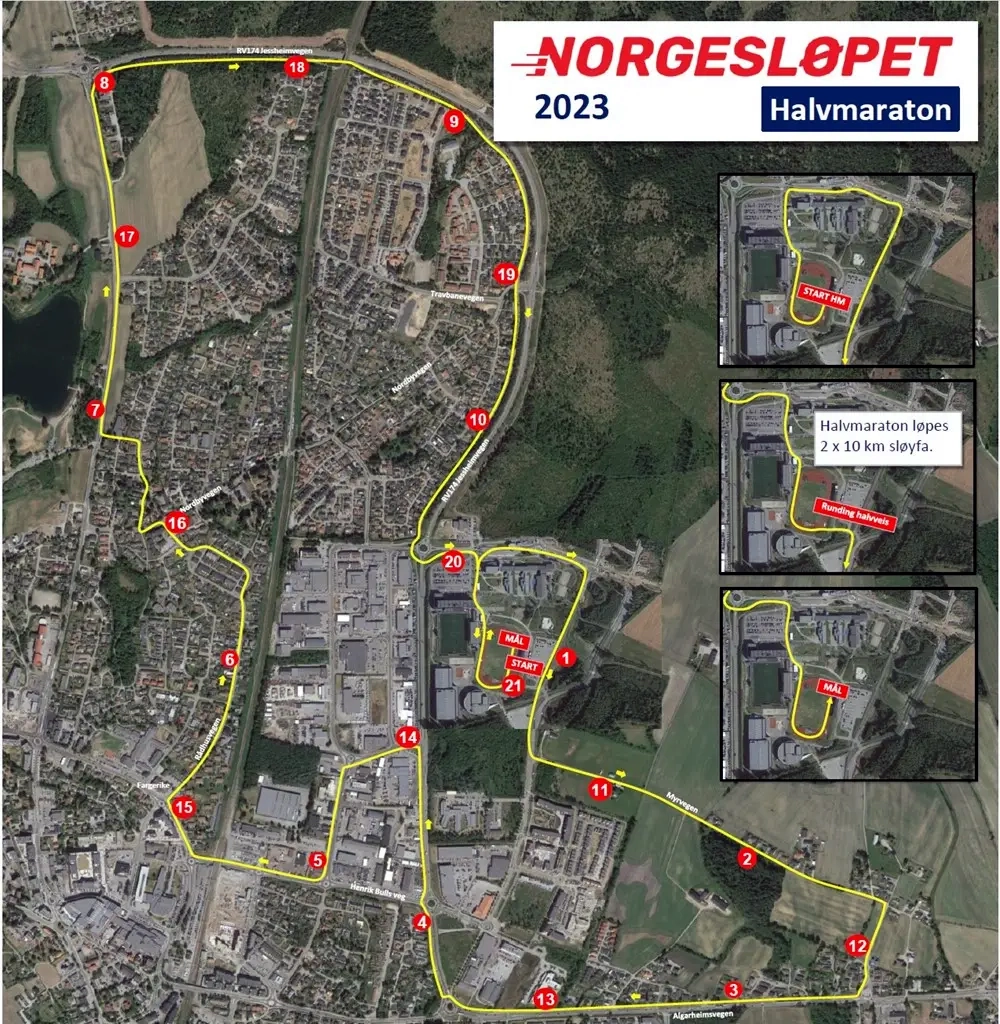 NORGESLØPET
2023
Halvmaraton
RV174 Jessheimvegen
8
18
9
17
19
Travbanevegen
START HM
Nordbyvegen
7
10
Halvmaraton løpes
2 x 10 km sløyfa.
RV174 Jessheimvegen
Nordbyvegen
16
Runding halvveis
20
MÅL
START
1
21
6
MÅL
Rådhusvegen
14
Fargerike
15
11
Myrvegen
5
2
Henrik Bulls veg
4
12
3
13
Algarheimsvegen